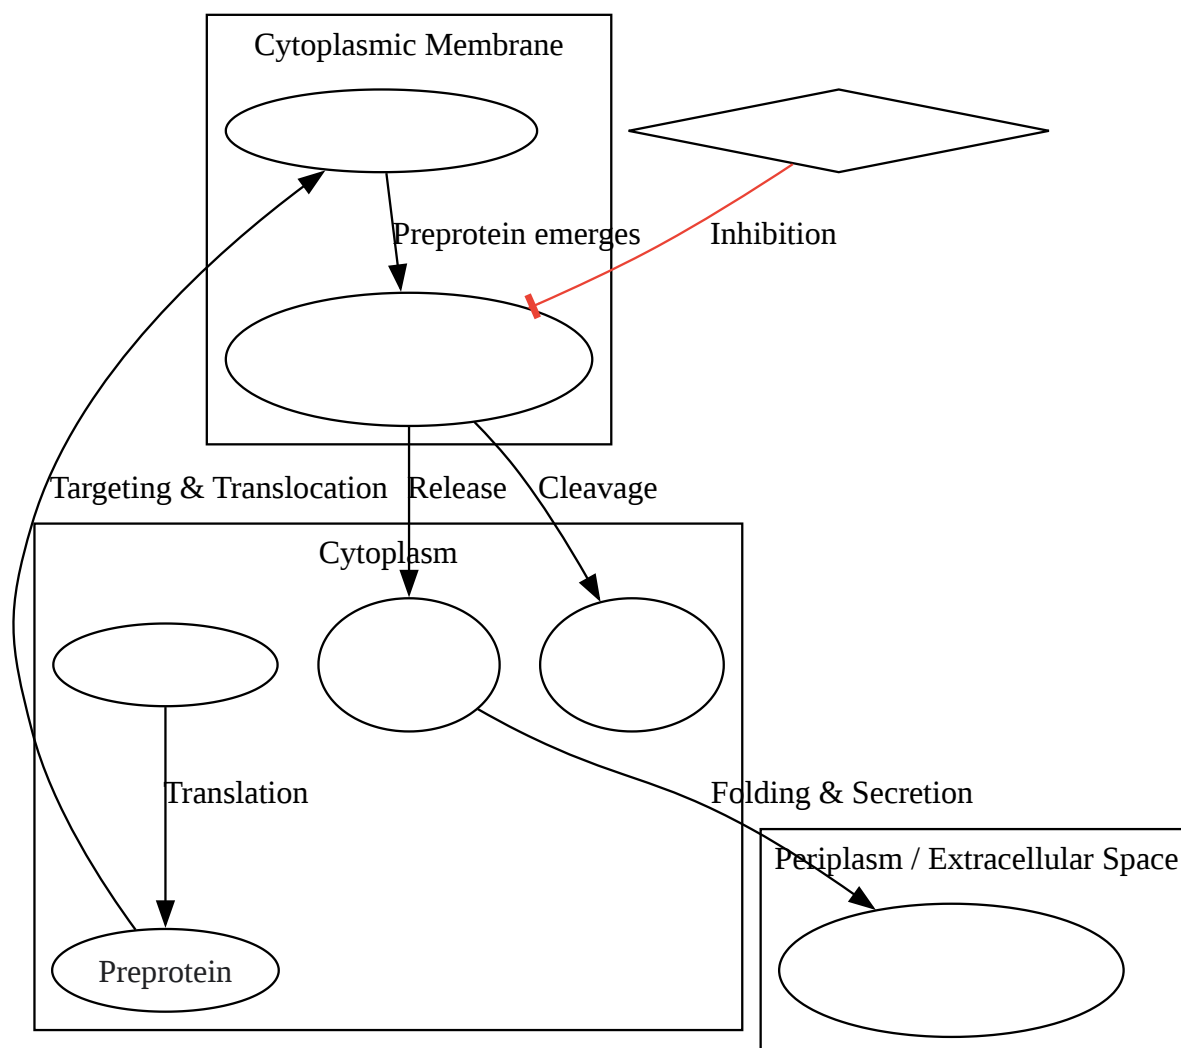 Cytoplasmic Membrane
Preprotein emerges
Inhibition
Targeting & Translocation
Release
Cleavage
Cytoplasm
Translation
Folding & Secretion
Periplasm / Extracellular Space
Preprotein